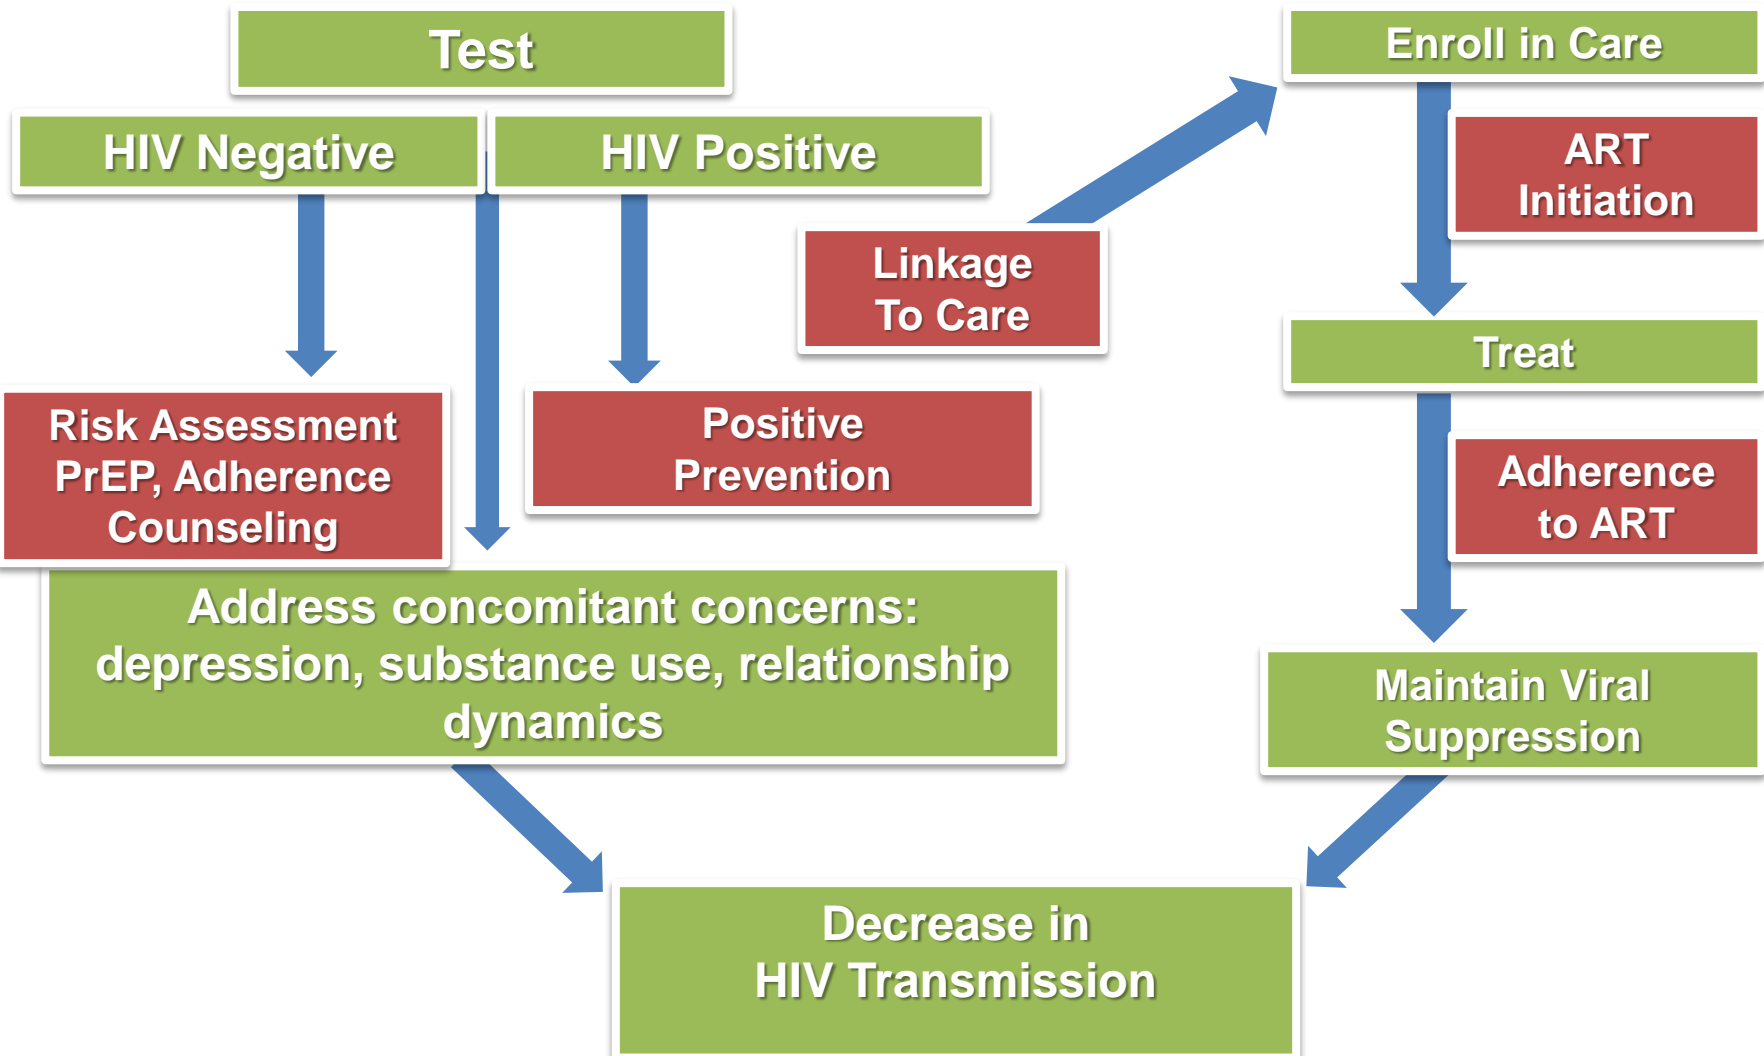 Test
HIV Negative
HIV Positive
Risk Assessment
PrEP, Adherence
Counseling
Positive
Prevention
Address concomitant concerns:
depression, substance use, relationship
dynamics
Linkage
To Care
Enroll in Care
ART
Initiation
Treat
Adherence
to ART
Maintain Viral
Suppression
Decrease in
HIV Transmission